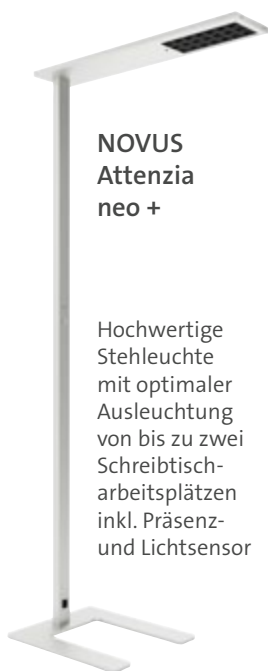 NOVUS
Attenzia
neo +
Hochwertige
Stehleuchte
mit optimaler
Ausleuchtung
von bis zu zwei
Schreibtisch-
arbeitsplätzen
inkl. Präsenz-
und Lichtsensor